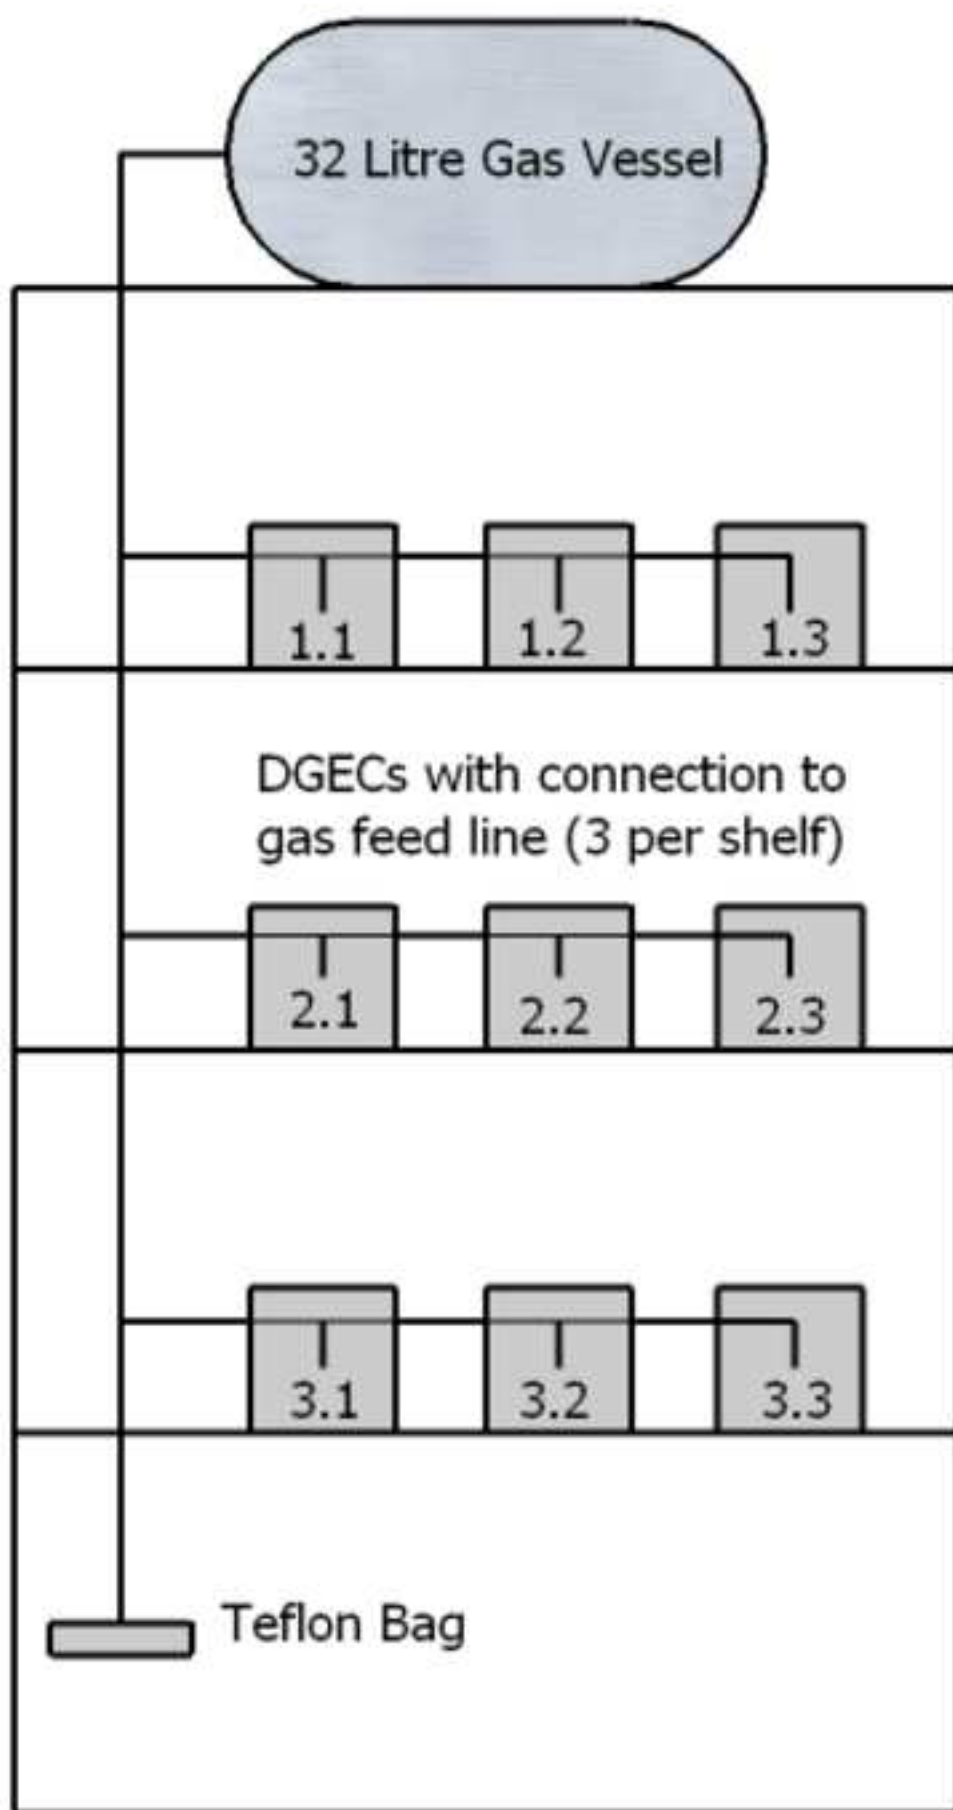 32 Litre Gas Vessel
1.1 1.2 1.3
DGECs with connection to
gas feed line (3 per shelf)
2.1 2.2 2.3
3.1 3.2 3.3
Teflon Bag